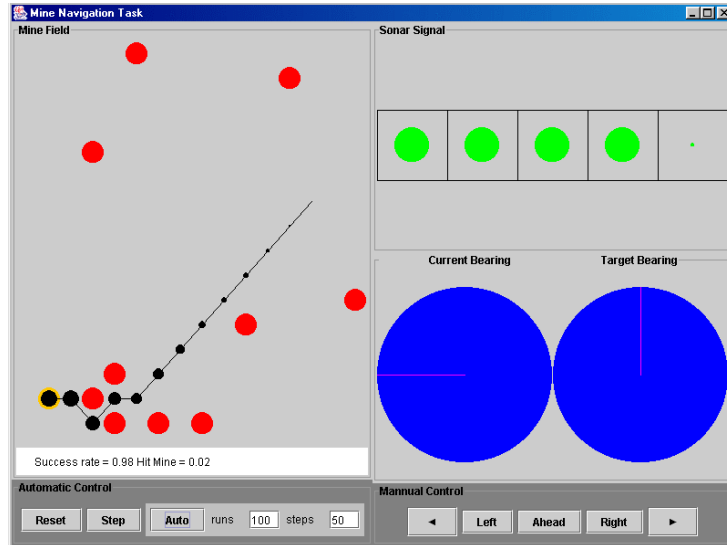 Mine Navigation Task
Mine Field
Sonar Signal
Current Bearing
Target Bearing
Success rate = 0.98 Hit Mine = 0.02
Automatic Control
Reset Step Auto runs 100 steps 50
Mannual Control
Left Ahead Right